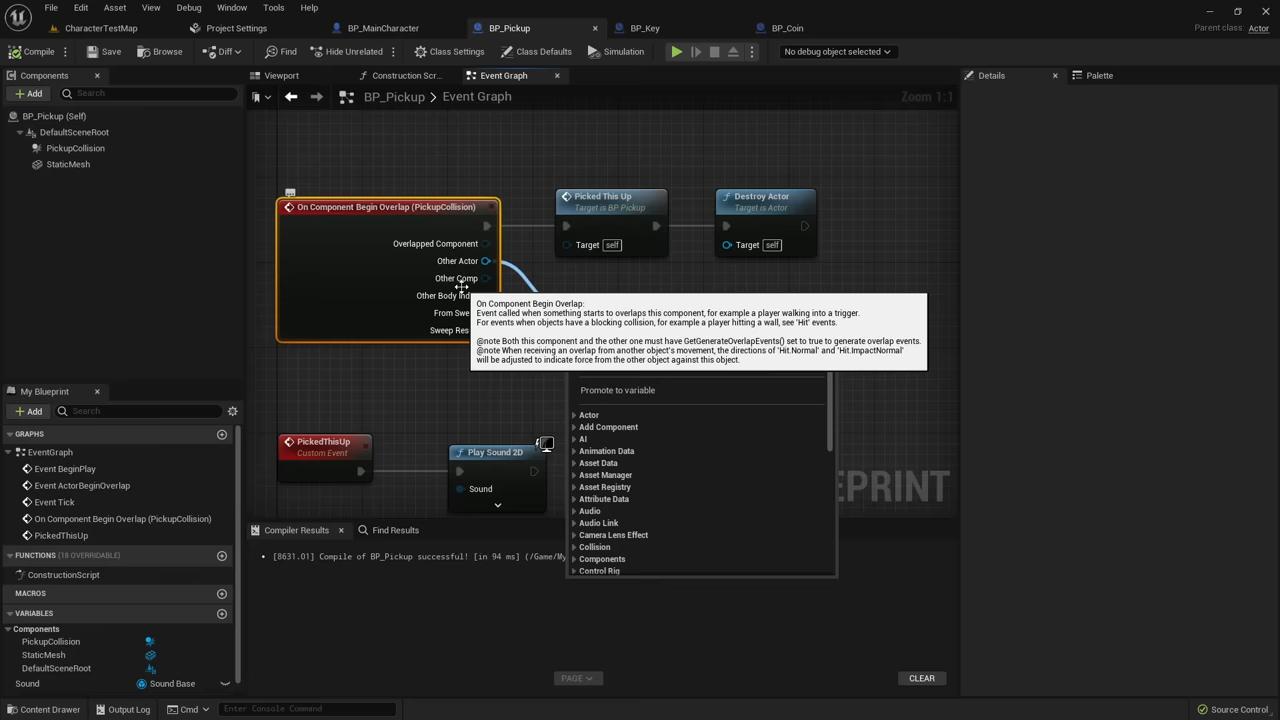 File Edit Asset View Debug Window Tools Help
CharacterTestMap Project Settings BP_MainCharacter BP_Pickup BP_Key BP_Coin Parent class: Actor
Compile Save Browse Diff Find Hide Unrelated Class Settings Class Defaults Simulation No debug object selected
Components Viewport Construction Scr... Event Graph Details Palette
Add Search BP_Pickup > Event Graph Zoom 1:1
BP_Pickup (Self)
DefaultSceneRoot
PickupCollision
StaticMesh
On Component Begin Overlap (PickupCollision)
Overlapped Component
Other Actor
Other Comp
Other Body Ind
From Swe
Sweep Res
Picked This Up
Target is BP Pickup
Target self
Destroy Actor
Target is Actor
Target self
On Component Begin Overlap:
Event called when something starts to overlaps this component, for example a player walking into a trigger.
For events when objects have a blocking collision, for example a player hitting a wall, see 'Hit' events.
@note Both this component and the other one must have GetGenerateOverlapEvents() set to true to generate overlap events.
@note When receiving an overlap from another object's movement, the directions of 'Hit.Normal' and 'Hit.ImpactNormal'
will be adjusted to indicate force from the other object against this object.
Promote to variable
Actor
Add Component
AI
Animation Data
Asset Data
Asset Manager
Asset Registry
Attribute Data
Audio
Audio Link
Camera Lens Effect
Collision
Components
Control Rig
PickedThisUp
Custom Event
Play Sound 2D
Sound
EPRINT
My Blueprint
Add Search
GRAPHS
EventGraph
Event BeginPlay
Event ActorBeginOverlap
Event Tick
On Component Begin Overlap (PickupCollision)
PickedThisUp
FUNCTIONS (18 OVERRIDABLE)
ConstructionScript
MACROS
VARIABLES
Components
PickupCollision
StaticMesh
DefaultSceneRoot
Sound Sound Base
Compiler Results Find Results
[8631.01] Compile of BP_Pickup successful! [in 94 ms] (/Game/My
PAGE CLEAR
Content Drawer Output Log Cmd Enter Console Command Source Control